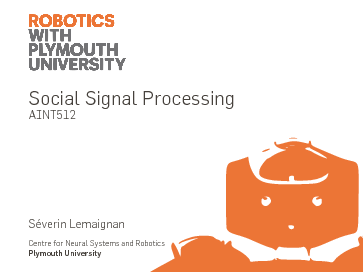 ROBOTICS
WITH
PLYMOUTH
UNIVERSITY
Social Signal Processing
AINT512
Séverin Lemaignan
Centre for Neural Systems and Robotics
Plymouth University